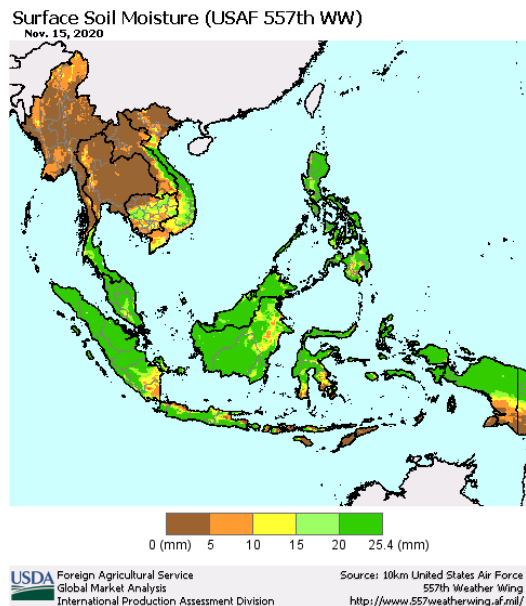 Surface Soil Moisture (USAF 557th WW)
Nov. 15, 2020
0 (mm) 5 10 15 20 25.4 (mm)
USDA Foreign Agricultural Service
Global Market Analysis
International Production Assessment Division
Source: 10km United States Air Force
557th Weather Wing
http://www.557weatherwing.af.mil/